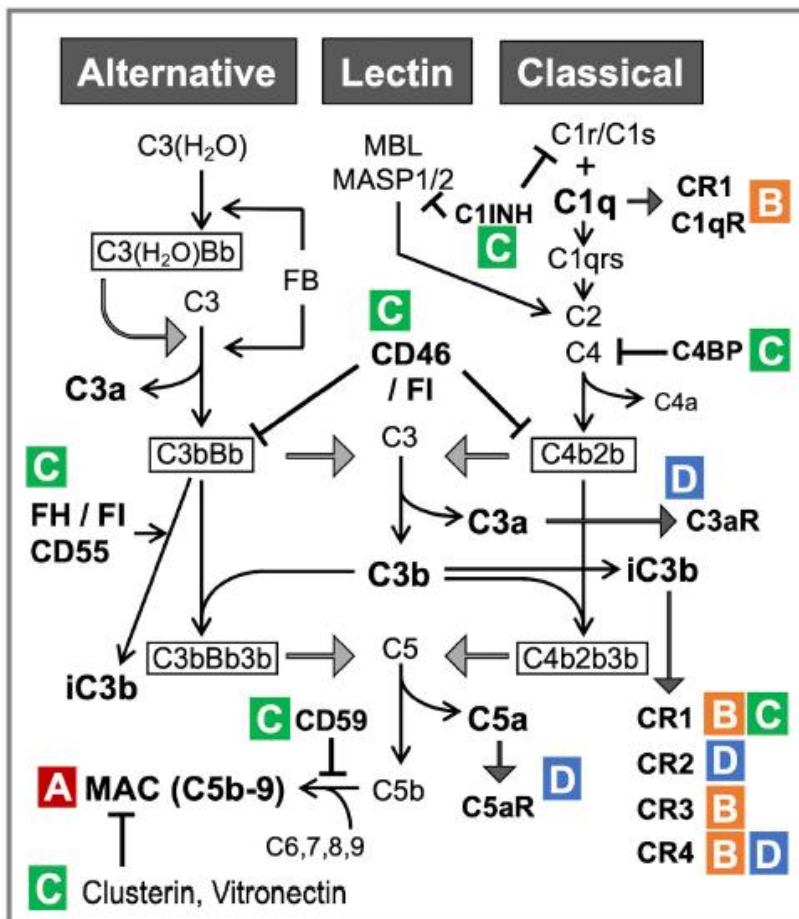 Alternative
Lectin
Classical
C3(H₂O)
MBL
MASP1/2
C1r/C1s
+
C1q
CR1
C1qR
B
C1INH
C
C3(H₂O)Bb
FB
C1qrs
C2
C3
C
CD46
/ FI
C4
C4BP
C
C3a
C4a
C3bBb
C3
C4b2b
C
FH / FI
CD55
C3a
D
C3aR
C3b
iC3b
iC3b
C3bBb3b
C5
C4b2b3b
C CD59
C5a
CR1 B C
A MAC (C5b-9)
C5b
C5aR
D
CR2 D
C6,7,8,9
CR3 B
CR4 B D
C Clusterin, Vitronectin